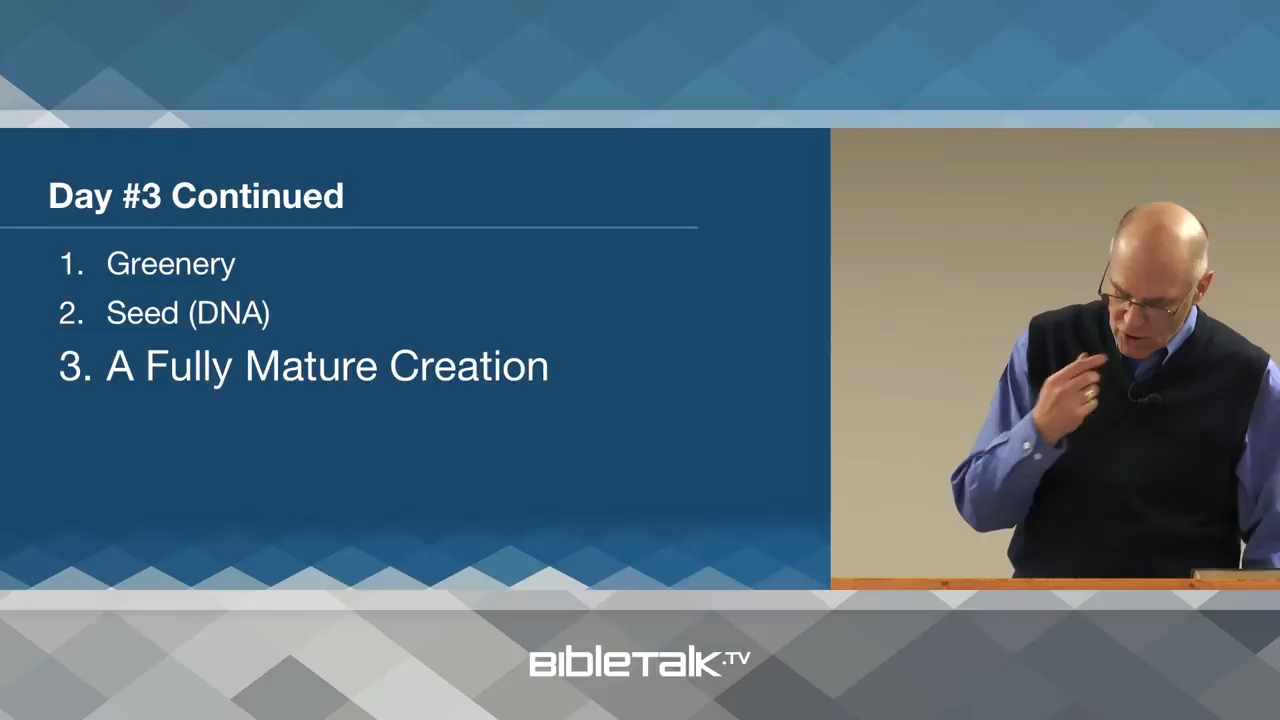 Day #3 Continued
1. Greenery
2. Seed (DNA)
3. A Fully Mature Creation
BIBLETALK.TV